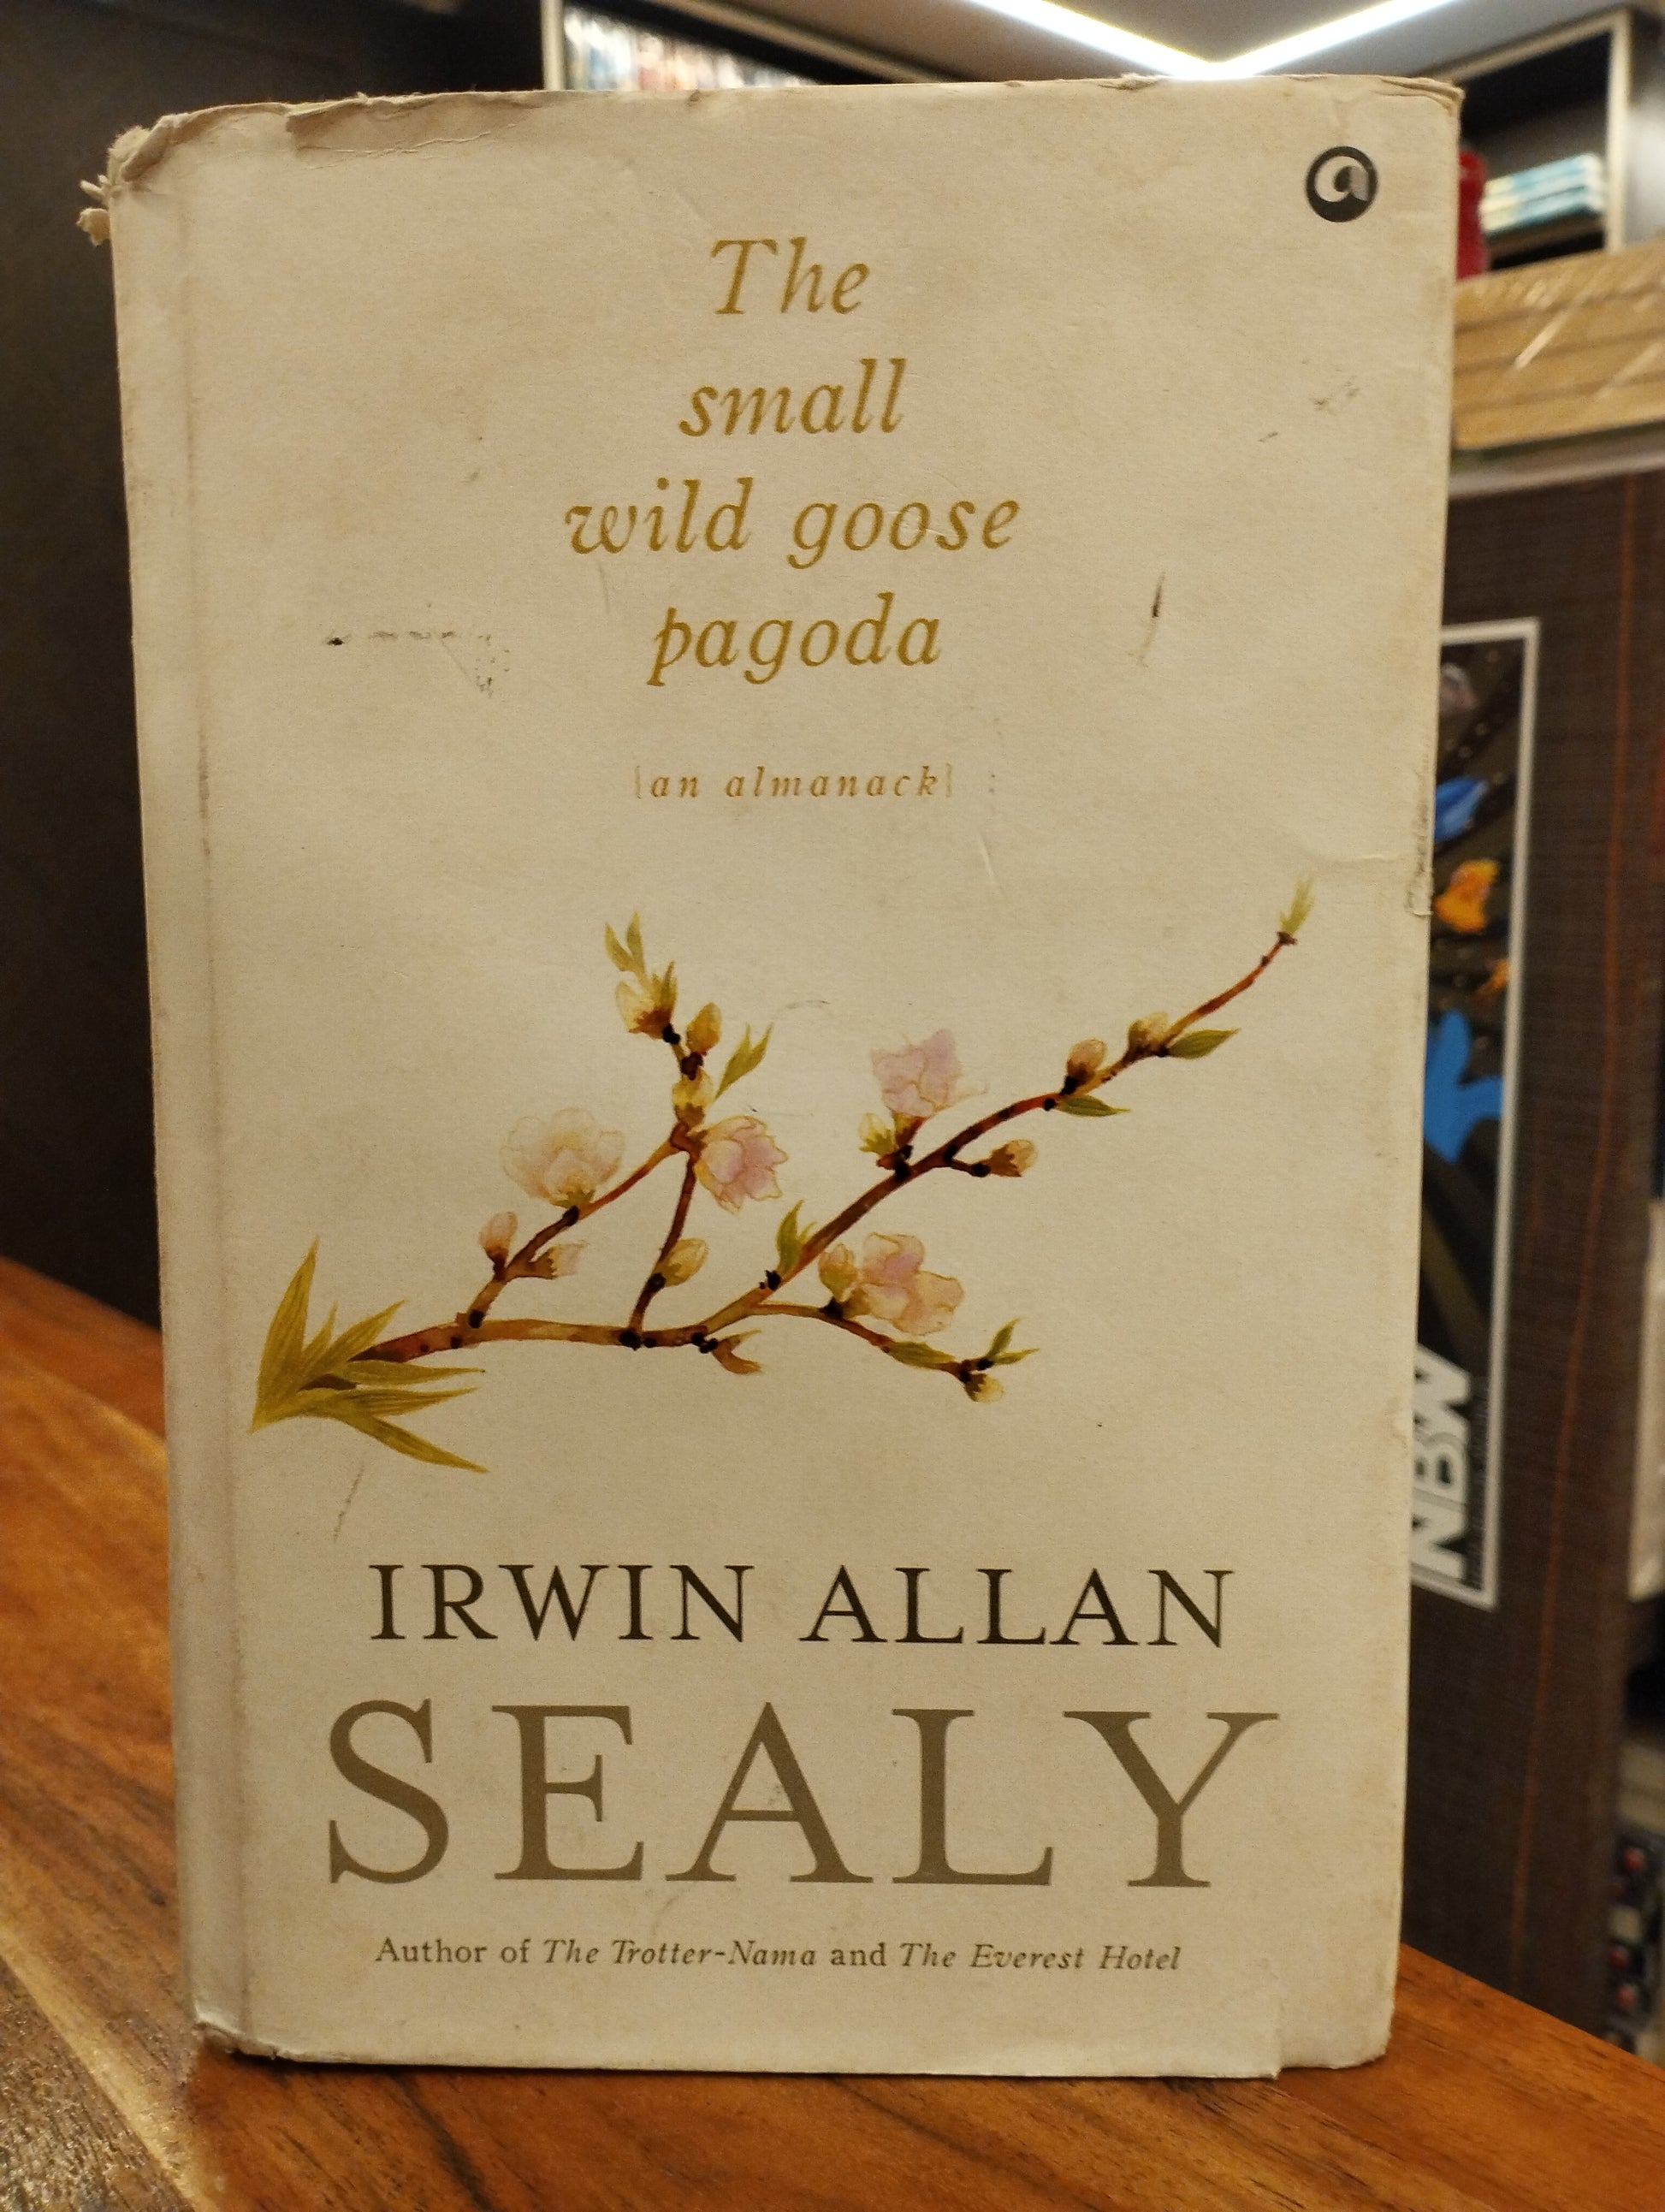 The
small
wild goose
pagoda
[an almanack]
IRWIN ALLAN
SEALY
Author of The Trotter-Nama and The Everest Hotel
NBW